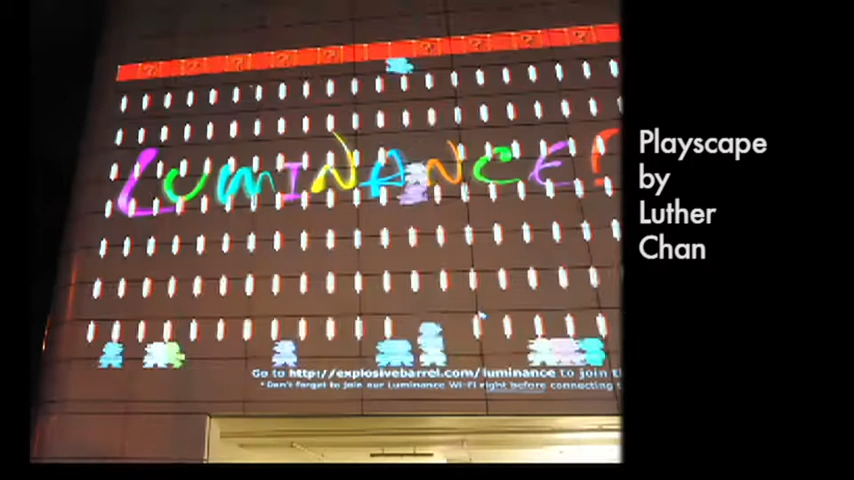 ? ? ? ? ? ? ? ? ? ?
LUMINANCE!
Go to http://explosivebarrel.com/luminance to join t
* Don't forget to join our Luminance Wi-Fi right before connecting
Playscape
by
Luther
Chan